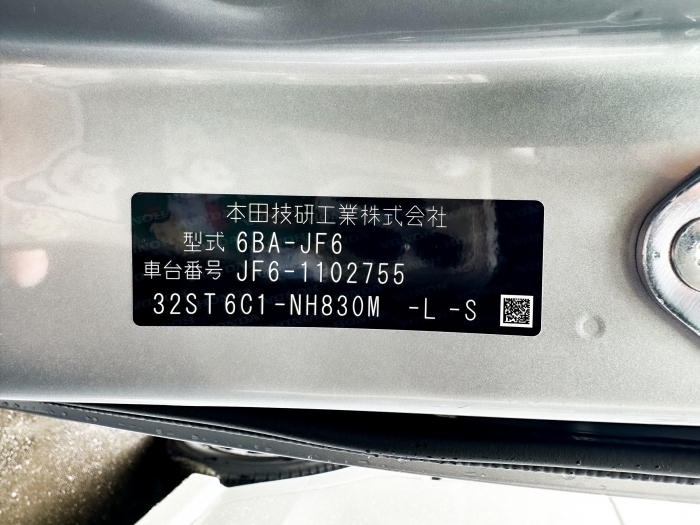 本田技研工業株式会社
型式 6BA-JF6
車台番号 JF6-1102755
32ST6C1-NH830M -L -S